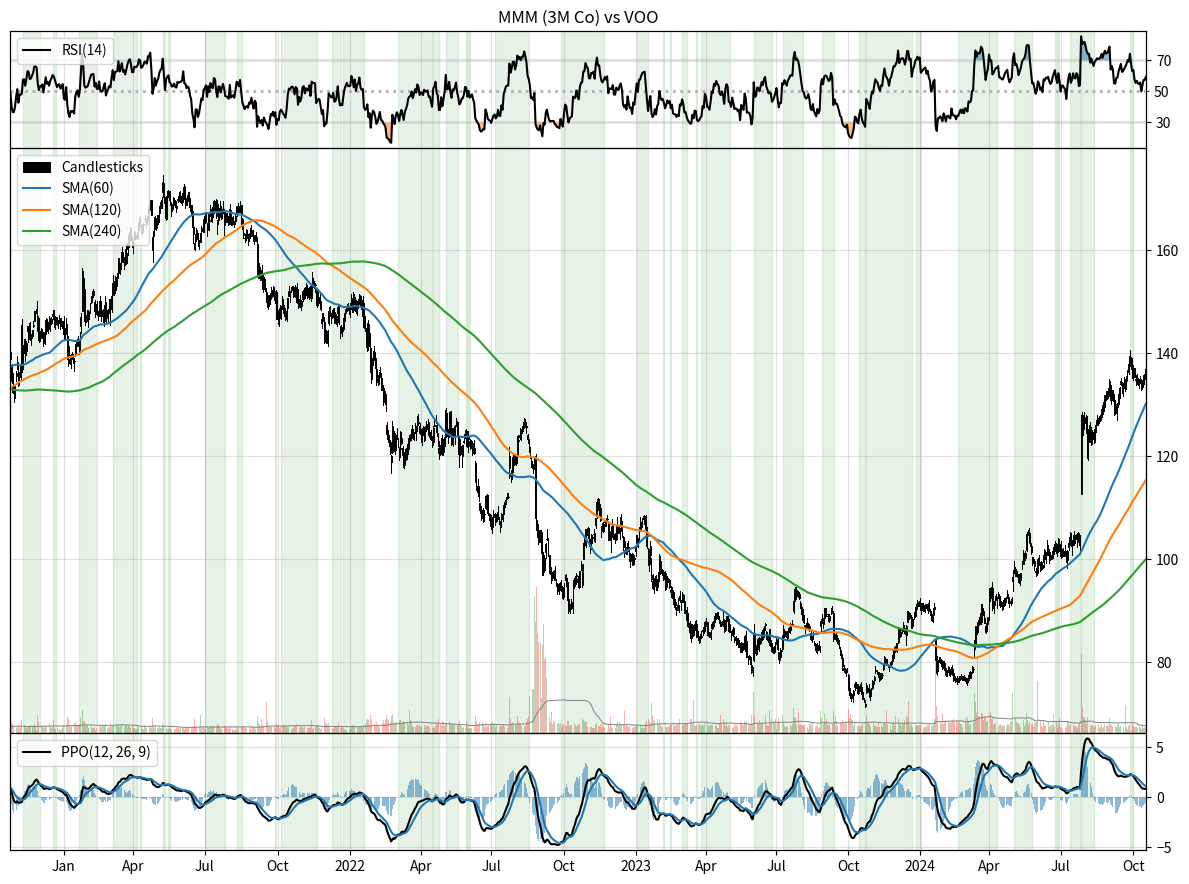 MMM (3M Co) vs VOO
RSI(14)
70
50
30
Candlesticks
SMA(60)
SMA(120)
SMA(240)
160
140
120
100
80
PPO(12, 26, 9)
5
0
−5
Jan Apr Jul Oct 2022 Apr Jul Oct 2023 Apr Jul Oct 2024 Apr Jul Oct